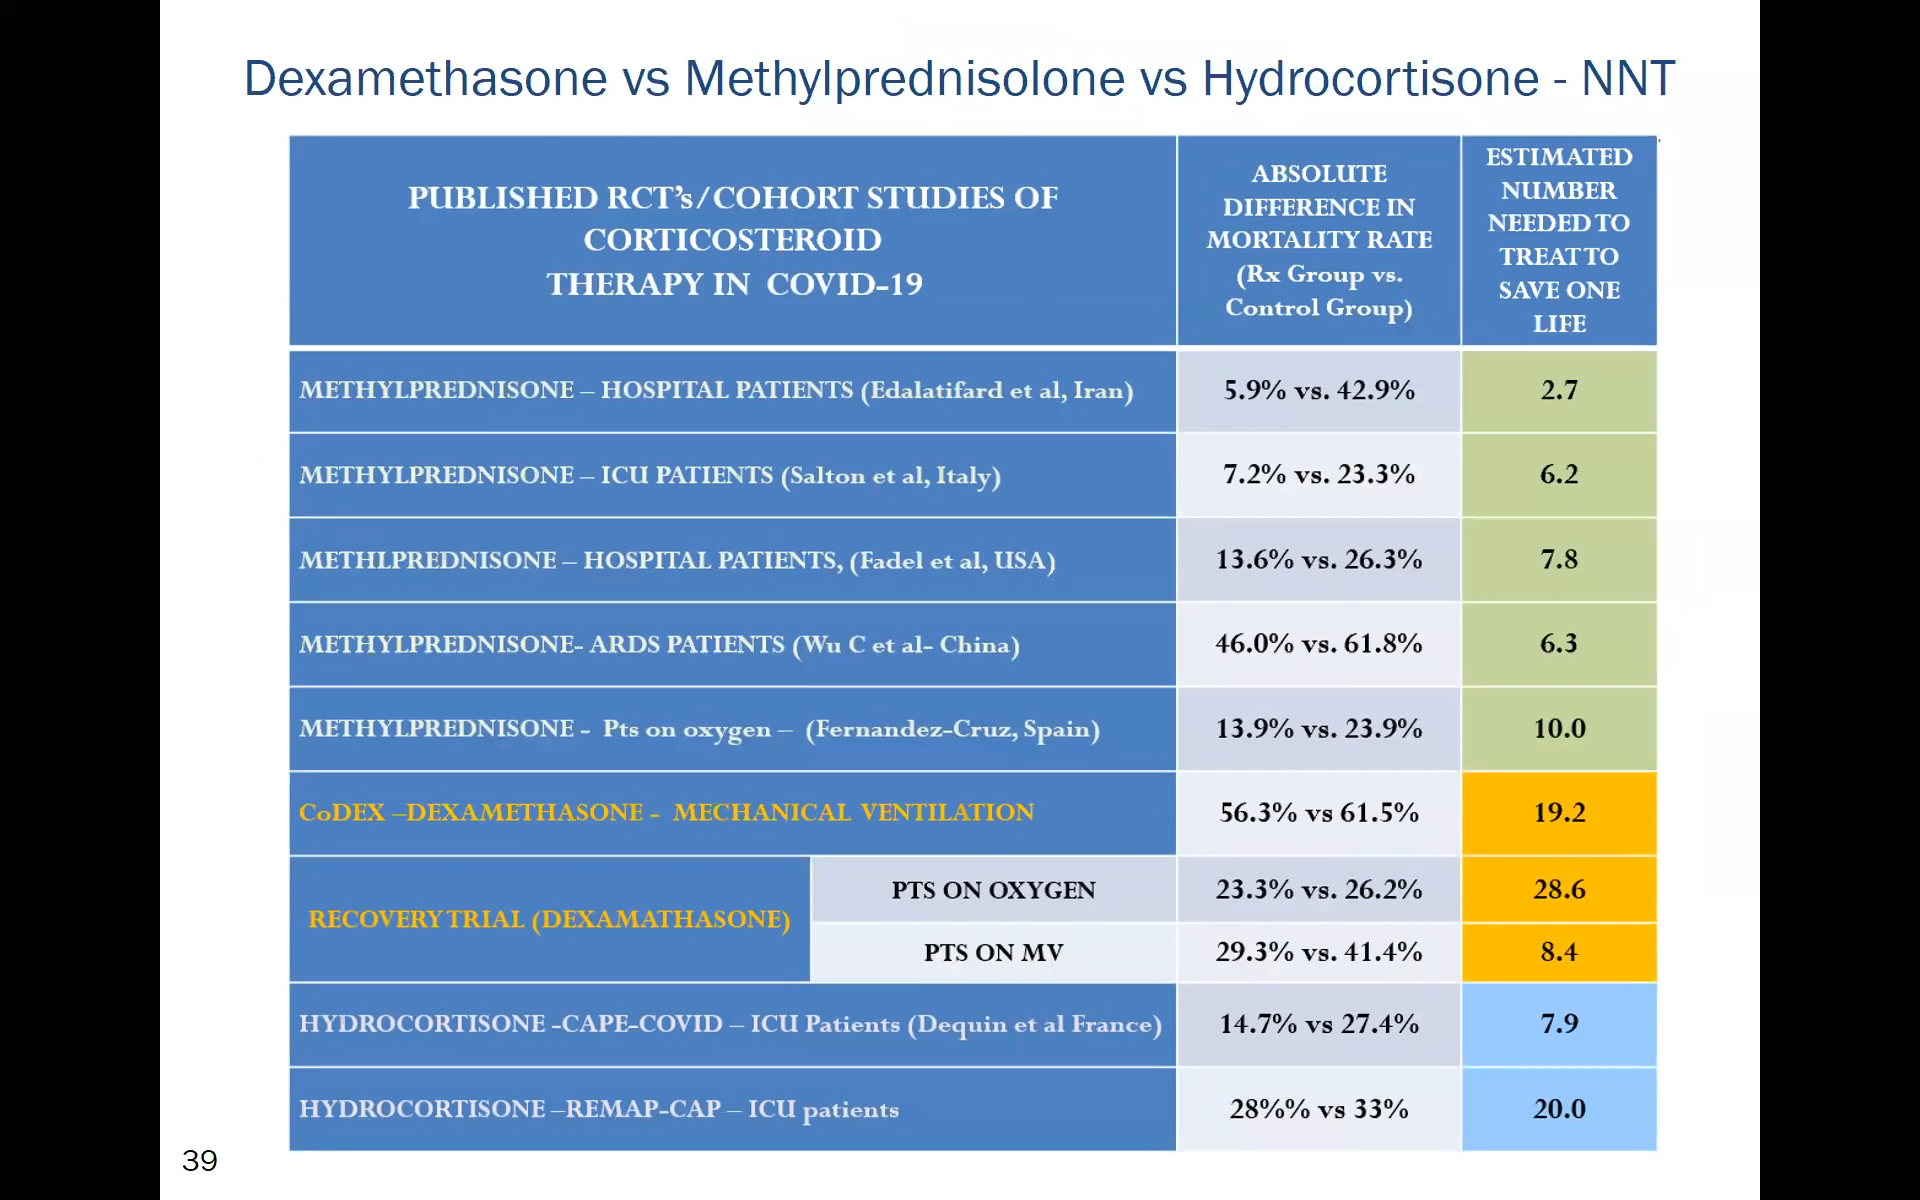 Dexamethasone vs Methylprednisolone vs Hydrocortisone - NNT
PUBLISHED RCT's/COHORT STUDIES OF
CORTICOSTEROID
THERAPY IN COVID-19
ABSOLUTE
DIFFERENCE IN
MORTALITY RATE
(Rx Group vs.
Control Group)
ESTIMATED
NUMBER
NEEDED TO
TREAT TO
SAVE ONE
LIFE
METHYLPREDNISONE – HOSPITAL PATIENTS (Edalatifard et al, Iran)
5.9% vs. 42.9%
2.7
METHYLPREDNISONE – ICU PATIENTS (Salton et al, Italy)
7.2% vs. 23.3%
6.2
METHLPREDNISONE – HOSPITAL PATIENTS, (Fadel et al, USA)
13.6% vs. 26.3%
7.8
METHYLPREDNISONE- ARDS PATIENTS (Wu C et al- China)
46.0% vs. 61.8%
6.3
METHYLPREDNISONE - Pts on oxygen – (Fernandez-Cruz, Spain)
13.9% vs. 23.9%
10.0
CoDEX –DEXAMETHASONE - MECHANICAL VENTILATION
56.3% vs 61.5%
19.2
RECOVERY TRIAL (DEXAMATHASONE)
PTS ON OXYGEN
23.3% vs. 26.2%
28.6
PTS ON MV
29.3% vs. 41.4%
8.4
HYDROCORTISONE -CAPE-COVID – ICU Patients (Dequin et al France)
14.7% vs 27.4%
7.9
HYDROCORTISONE –REMAP-CAP – ICU patients
28%% vs 33%
20.0
39